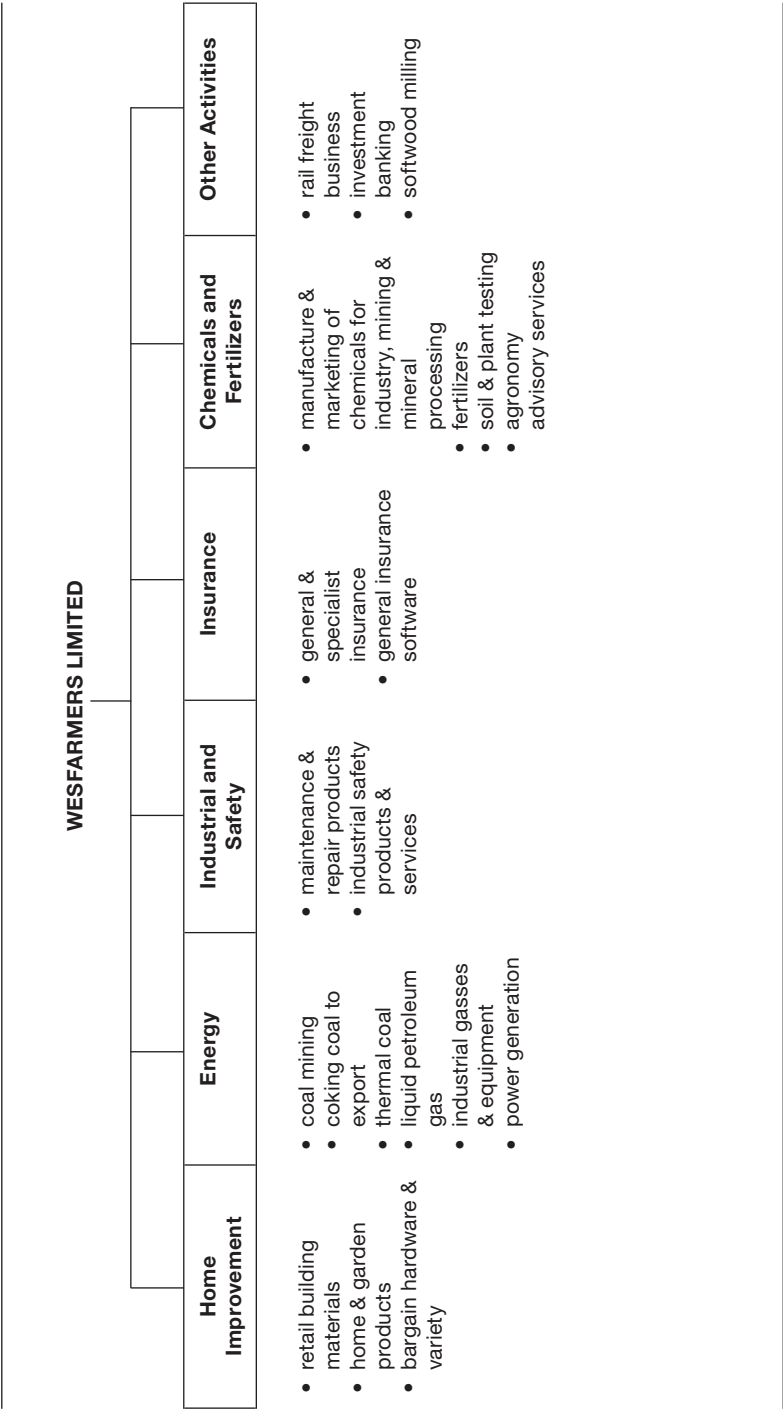 WESFARMERS LIMITED
Home
Improvement
• retail building
materials
• home & garden
products
• bargain hardware &
variety
Energy
• coal mining
• coking coal to
export
• thermal coal
• liquid petroleum
gas
• industrial gasses
& equipment
• power generation
Industrial and
Safety
• maintenance &
repair products
• industrial safety
products &
services
Insurance
• general &
specialist
insurance
• general insurance
software
Chemicals and
Fertilizers
• manufacture &
marketing of
chemicals for
industry, mining &
mineral
processing
• fertilizers
• soil & plant testing
• agronomy
advisory services
Other Activities
• rail freight
business
• investment
banking
• softwood milling